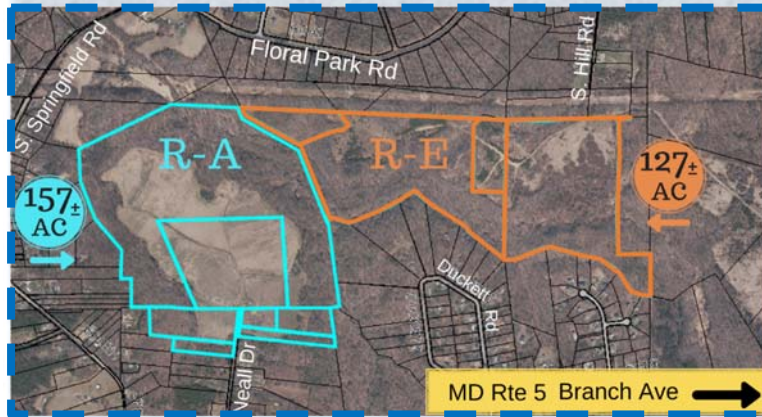 S. Springfield Rd
Floral Park Rd
S. Hill Rd
R-A
R-E
157±
AC
127±
AC
Duckett
Rd
Neall Dr
MD Rte 5 Branch Ave